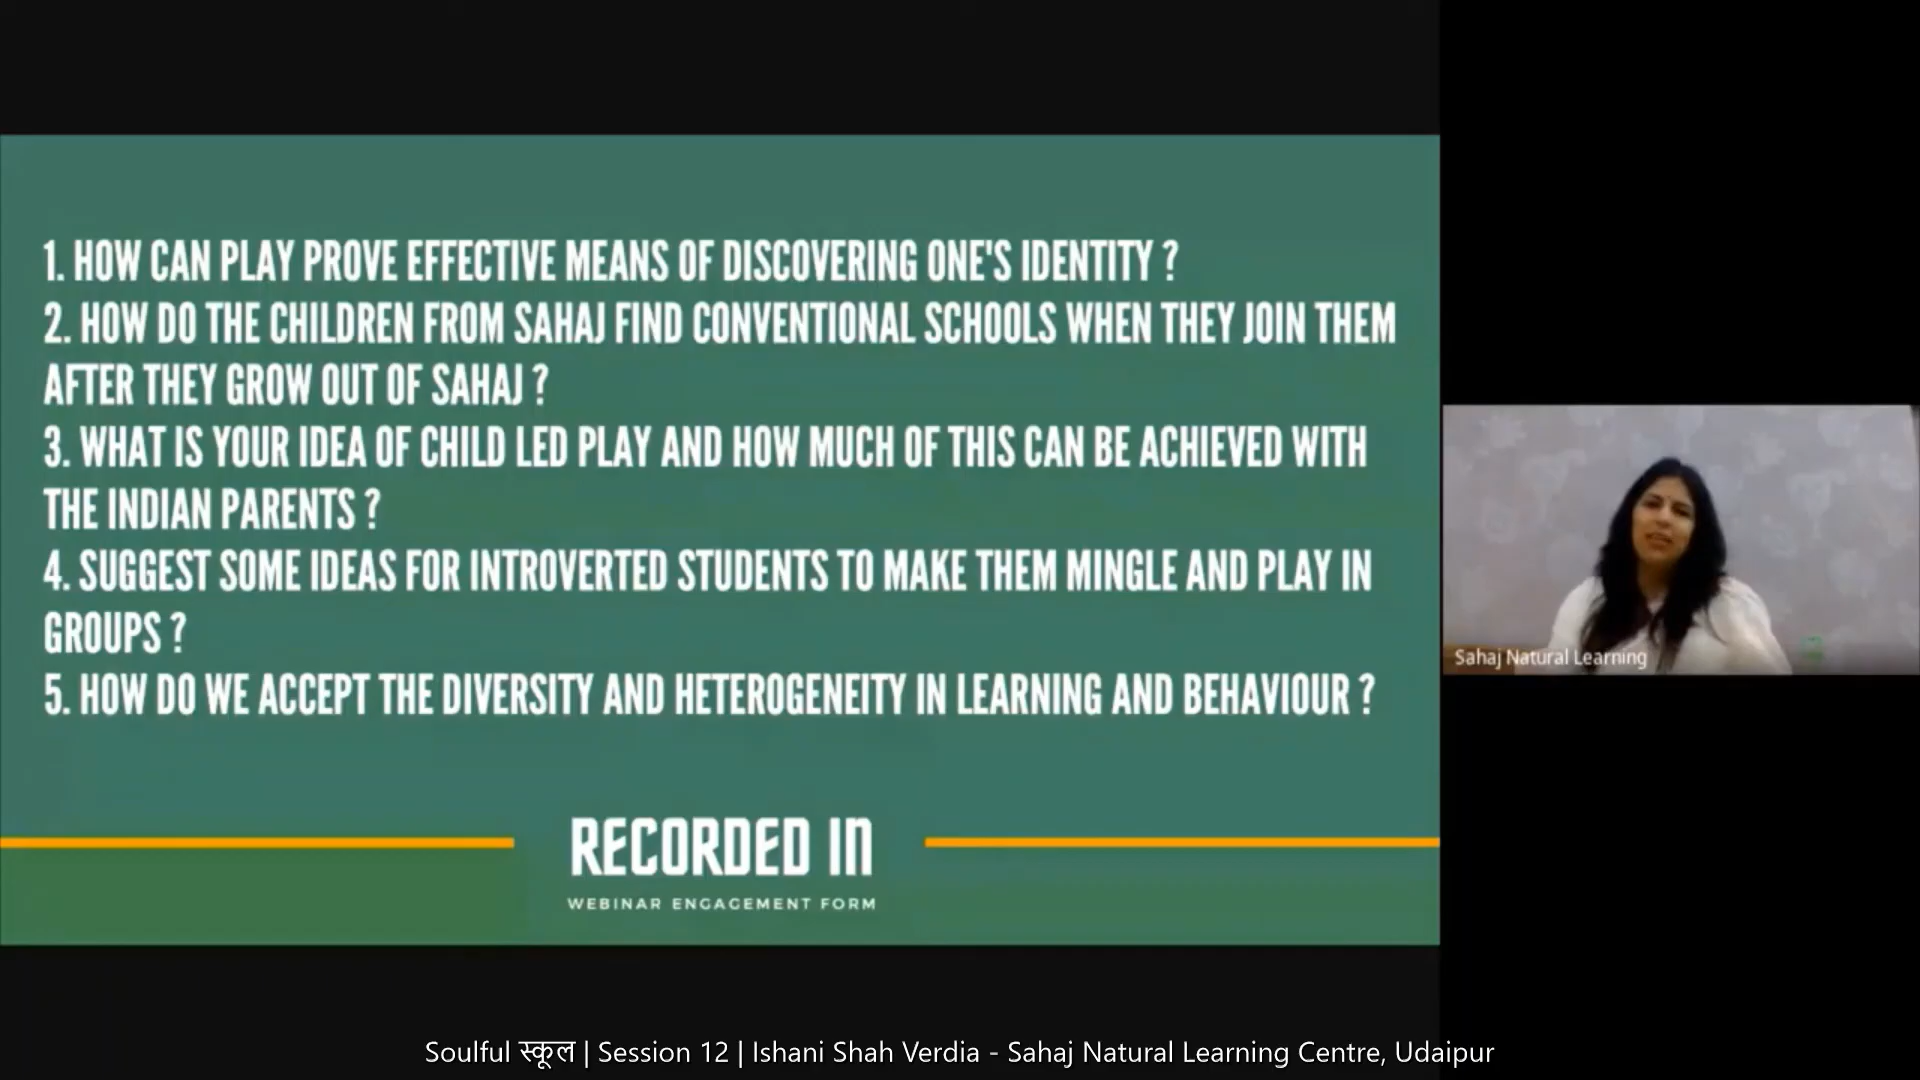 1. HOW CAN PLAY PROVE EFFECTIVE MEANS OF DISCOVERING ONE'S IDENTITY ?
2. HOW DO THE CHILDREN FROM SAHAJ FIND CONVENTIONAL SCHOOLS WHEN THEY JOIN THEM
AFTER THEY GROW OUT OF SAHAJ ?
3. WHAT IS YOUR IDEA OF CHILD LED PLAY AND HOW MUCH OF THIS CAN BE ACHIEVED WITH
THE INDIAN PARENTS ?
4. SUGGEST SOME IDEAS FOR INTROVERTED STUDENTS TO MAKE THEM MINGLE AND PLAY IN
GROUPS ?
5. HOW DO WE ACCEPT THE DIVERSITY AND HETEROGENEITY IN LEARNING AND BEHAVIOUR ?
RECORDED IN
WEBINAR ENGAGEMENT FORM
Sahaj Natural Learning
Soulful स्कूल | Session 12 | Ishani Shah Verdia - Sahaj Natural Learning Centre, Udaipur